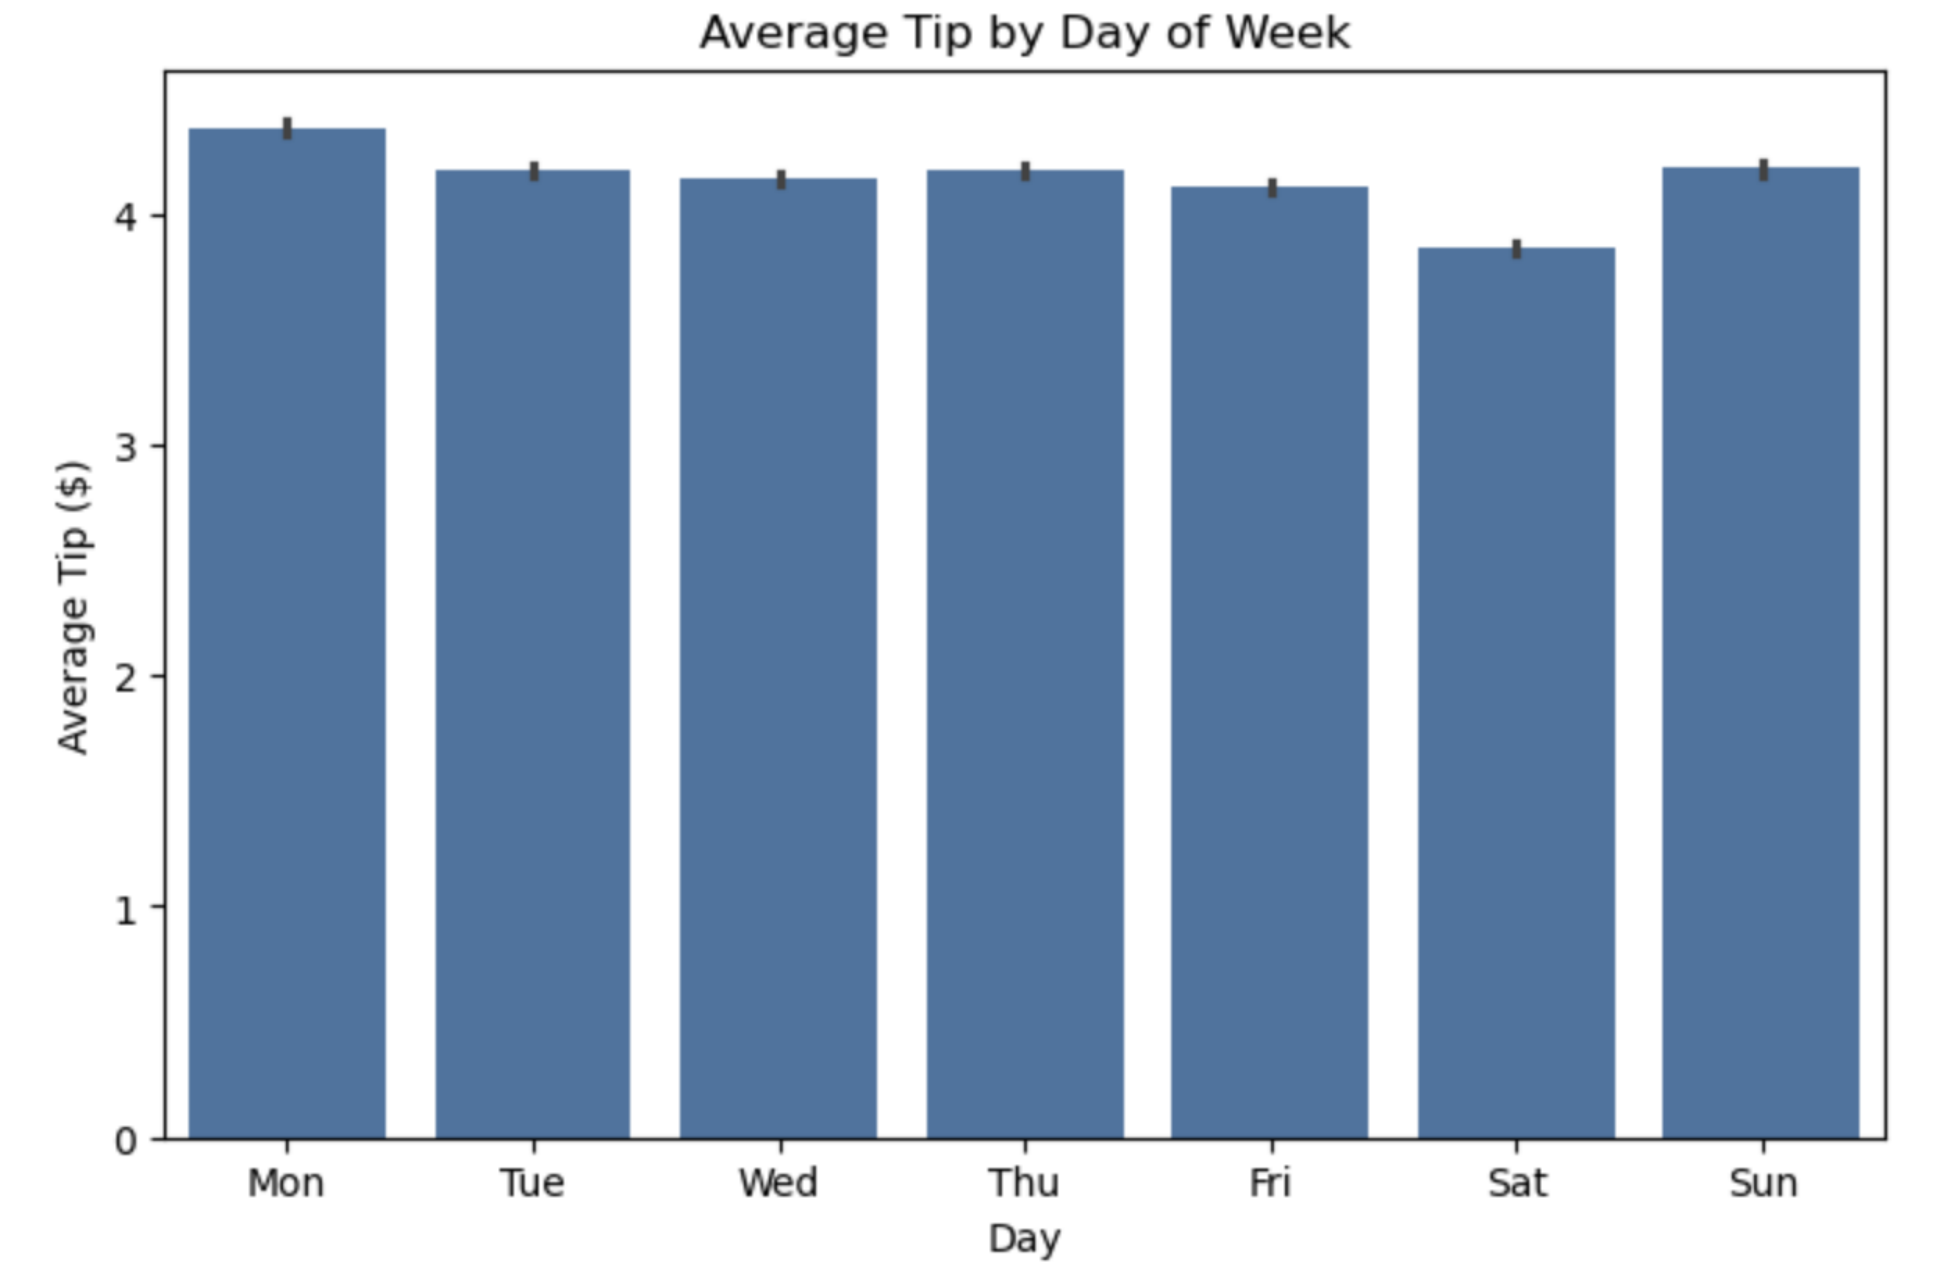 Average Tip by Day of Week
Average Tip ($)
4
3
2
1
0
Mon Tue Wed Thu Fri Sat Sun
Day